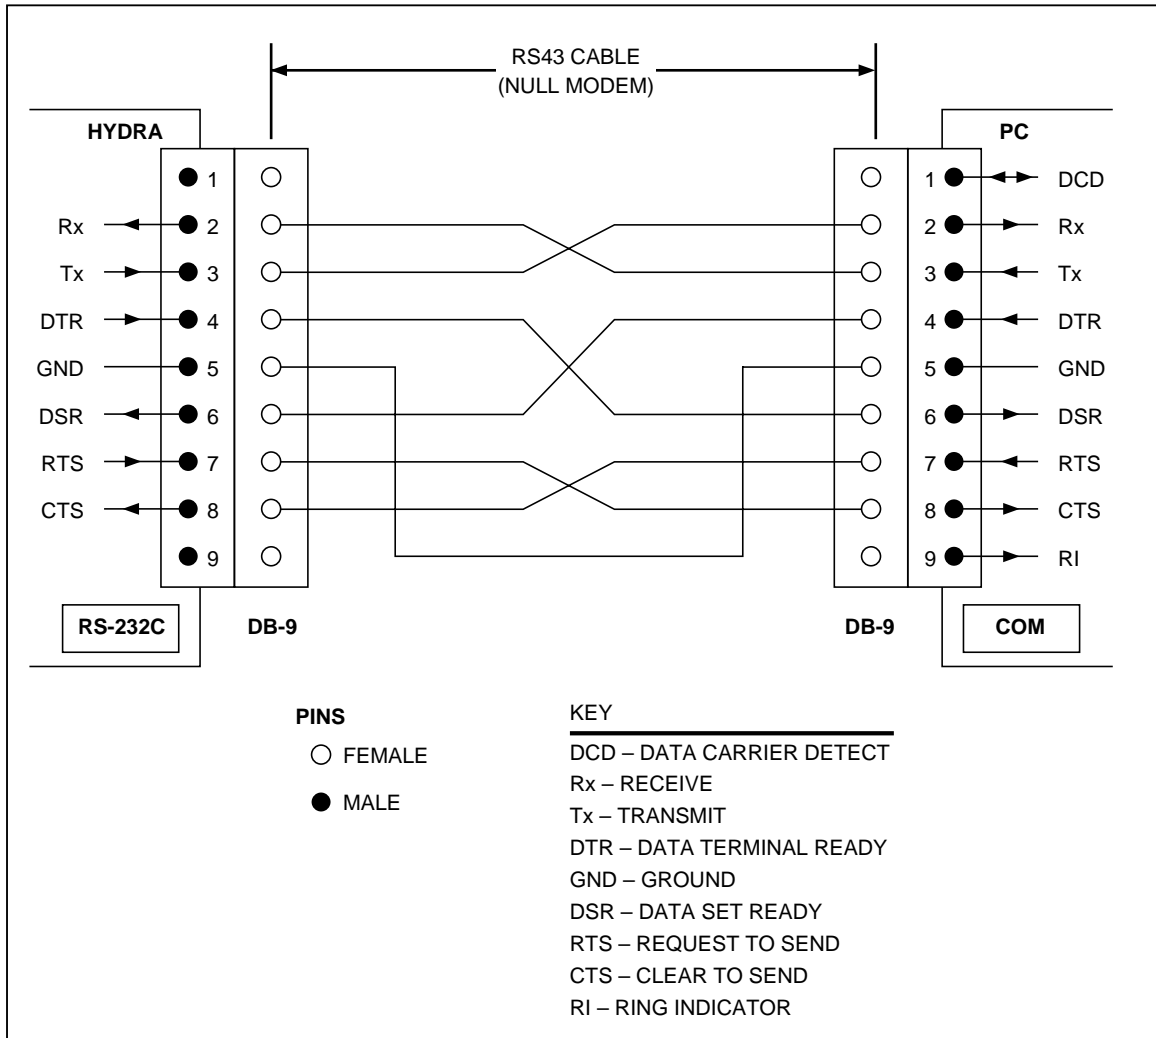 RS43 CABLE
(NULL MODEM)
HYDRA
PC
1
1
DCD
Rx
2
2
Rx
Tx
3
3
Tx
DTR
4
4
DTR
GND
5
5
GND
DSR
6
6
DSR
RTS
7
7
RTS
CTS
8
8
CTS
9
9
RI
RS-232C
DB-9
DB-9
COM
PINS
FEMALE
MALE
KEY
DCD – DATA CARRIER DETECT
Rx – RECEIVE
Tx – TRANSMIT
DTR – DATA TERMINAL READY
GND – GROUND
DSR – DATA SET READY
RTS – REQUEST TO SEND
CTS – CLEAR TO SEND
RI – RING INDICATOR